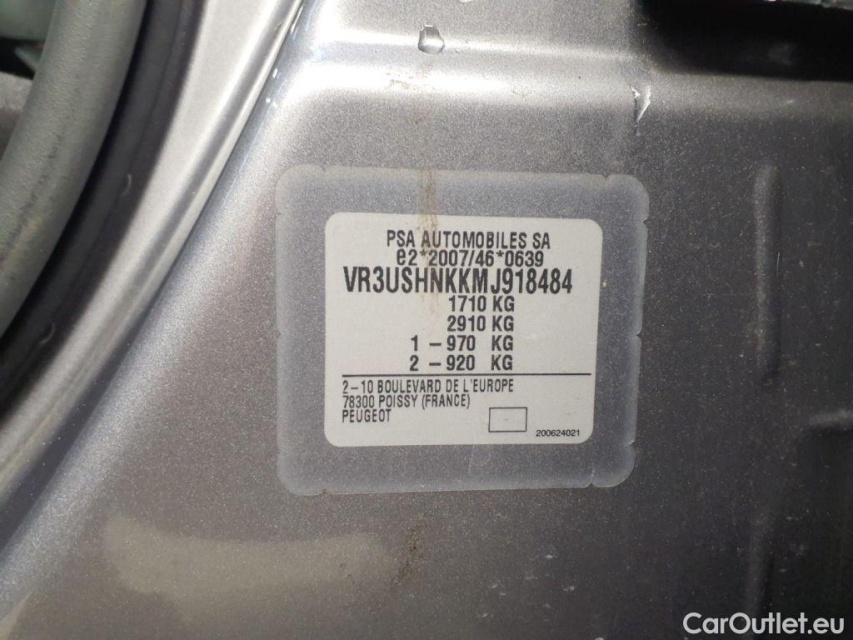 PSA AUTOMOBILES SA
e2*2007/46*0639
VR3USHNKKMJ918484
1710 KG
2910 KG
1 – 970 KG
2 – 920 KG
2–10 BOULEVARD DE L'EUROPE
78300 POISSY (FRANCE)
PEUGEOT
200624021
CarOutlet.eu